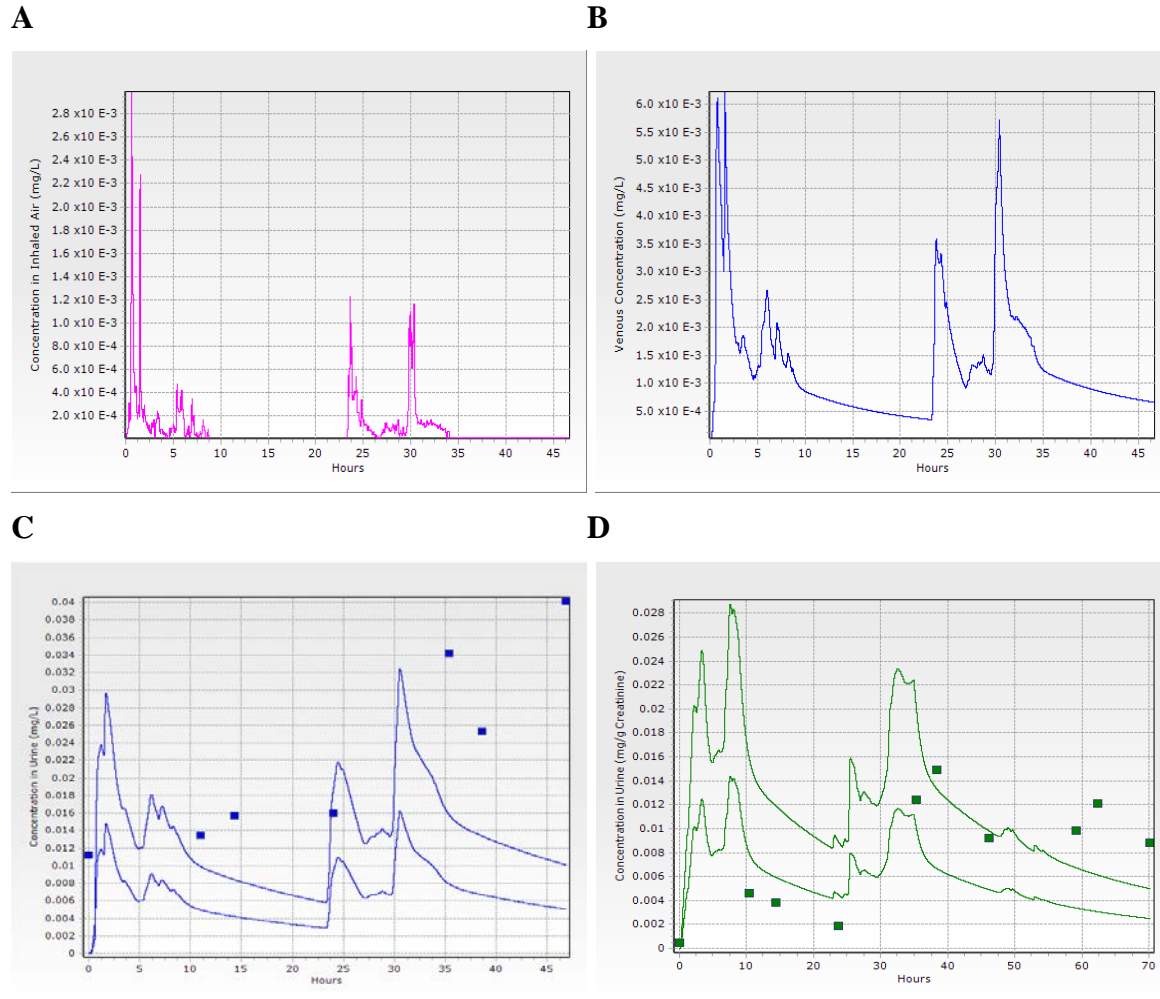 A
B
Concentration in Inhaled Air (mg/L)
2.8 x10 E-3
2.6 x10 E-3
2.4 x10 E-3
2.2 x10 E-3
2.0 x10 E-3
1.8 x10 E-3
1.6 x10 E-3
1.4 x10 E-3
1.2 x10 E-3
1.0 x10 E-3
8.0 x10 E-4
6.0 x10 E-4
4.0 x10 E-4
2.0 x10 E-4
0 5 10 15 20 25 30 35 40 45
Hours
Venous Concentration (mg/L)
6.0 x10 E-3
5.5 x10 E-3
5.0 x10 E-3
4.5 x10 E-3
4.0 x10 E-3
3.5 x10 E-3
3.0 x10 E-3
2.5 x10 E-3
2.0 x10 E-3
1.5 x10 E-3
1.0 x10 E-3
5.0 x10 E-4
0 5 10 15 20 25 30 35 40 45
Hours
C
D
Concentration in Urine (mg/L)
0.04
0.038
0.036
0.034
0.032
0.03
0.028
0.026
0.024
0.022
0.02
0.018
0.016
0.014
0.012
0.01
0.008
0.006
0.004
0.002
0
0 5 10 15 20 25 30 35 40 45
Hours
Concentration in Urine (mg/g Creatinine)
0.028
0.026
0.024
0.022
0.02
0.018
0.016
0.014
0.012
0.01
0.008
0.006
0.004
0.002
0
0 10 20 30 40 50 60 70
Hours